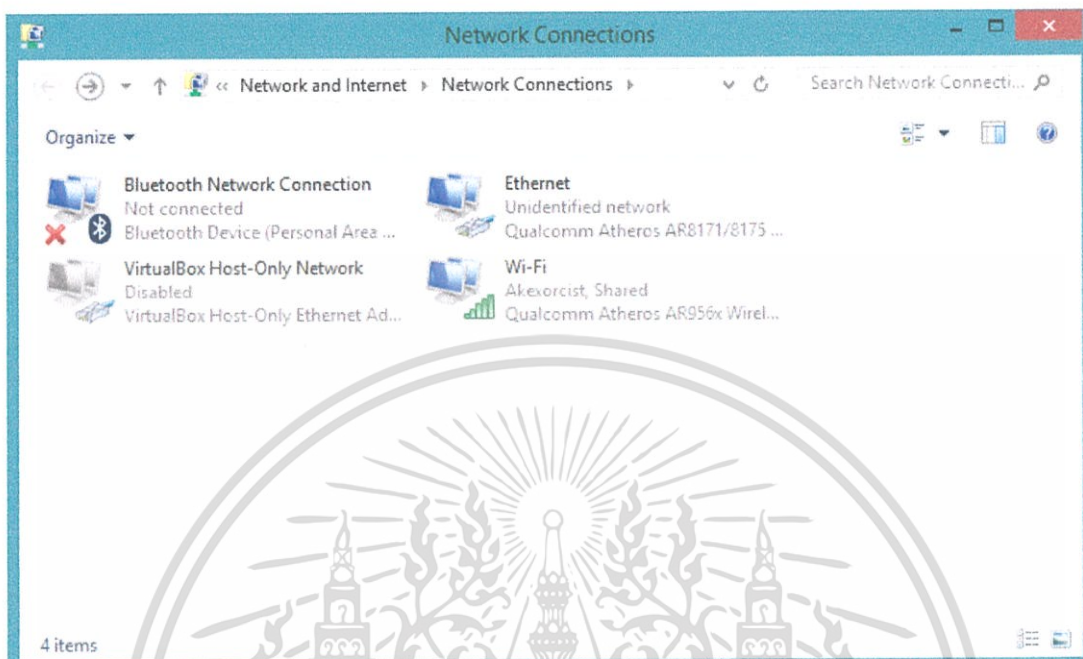 Network Connections
« Network and Internet Network Connections Search Network Connecti...
Organize
Bluetooth Network Connection
Not connected
Bluetooth Device (Personal Area ...
Ethernet
Unidentified network
Qualcomm Atheros AR8171/8175 ...
VirtualBox Host-Only Network
Disabled
VirtualBox Host-Only Ethernet Ad...
Wi-Fi
Akexorcist, Shared
Qualcomm Atheros AR956x Wirel...
4 items